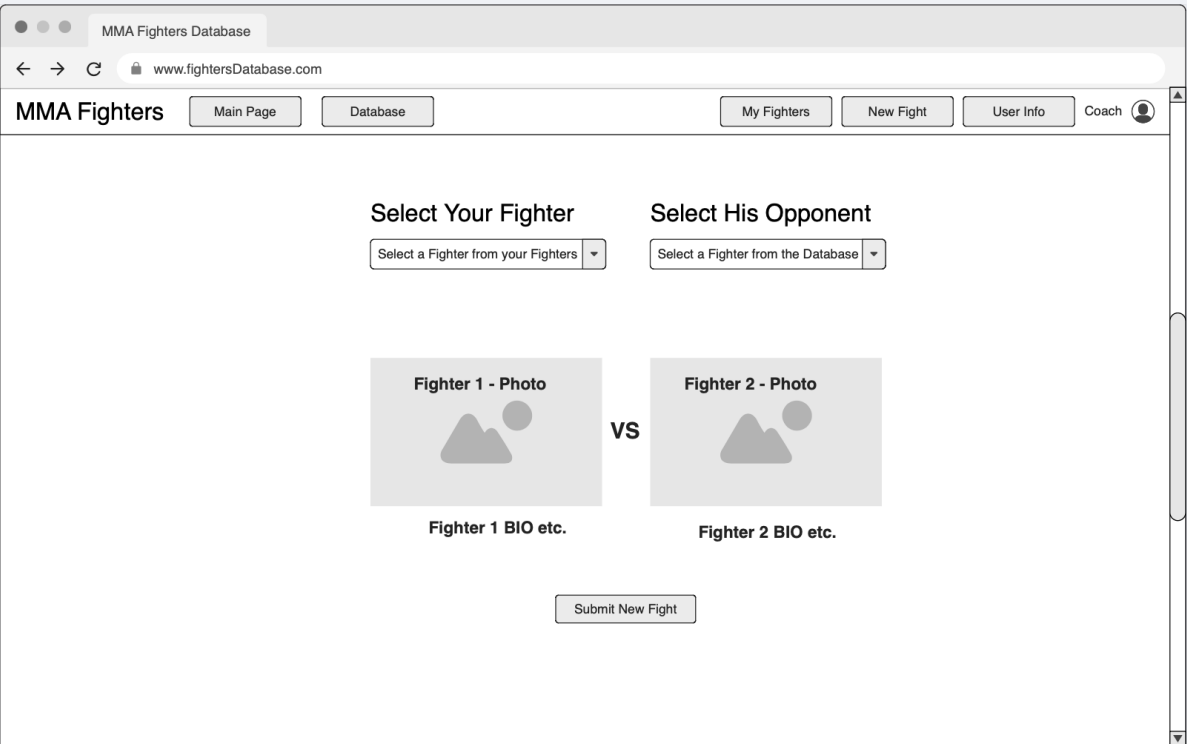 MMA Fighters Database
www.fightersDatabase.com
MMA Fighters Main Page Database My Fighters New Fight User Info Coach
Select Your Fighter Select His Opponent
Select a Fighter from your Fighters Select a Fighter from the Database
Fighter 1 - Photo Fighter 2 - Photo
VS
Fighter 1 BIO etc. Fighter 2 BIO etc.
Submit New Fight